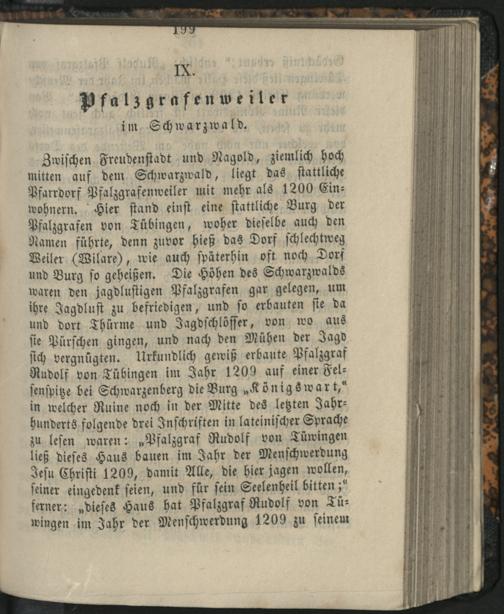 199
IX.
Pfalzgrafenweiler
im Schwarzwald.
Zwischen Freudenstadt und Nagold, ziemlich hoch
mitten auf dem Schwarzwald, liegt das stattliche
Pfarrdorf Pfalzgrafenweiler mit mehr als 1200 Ein-
wohnern. Hier stand einst eine stattliche Burg der
Pfalzgrafen von Tübingen, woher dieselbe auch den
Namen führte, denn zuvor hieß das Dorf schlechtweg
Weiler (Wilare), wie auch späterhin oft noch Dorf
und Burg so geheißen. Die Höhen des Schwarzwalds
waren den jagdlustigen Pfalzgrafen gar gelegen, um
ihre Jagdlust zu befriedigen, und so erbauten sie da
und dort Thürme und Jagdschlösser, von wo aus
sie Pürschen gingen, und nach den Mühen der Jagd
sich vergnügten. Urkundlich gewiß erbaute Pfalzgraf
Rudolf von Tübingen im Jahr 1209 auf einer Fel-
senspitze bei Schwarzenberg die Burg „Königswart,“
in welcher Ruine noch in der Mitte des letzten Jahr-
hunderts folgende drei Inschriften in lateinischer Sprache
zu lesen waren: „Pfalzgraf Rudolf von Tüwingen
ließ dieses Haus bauen im Jahr der Menschwerdung
Jesu Christi 1209, damit Alle, die hier jagen wollen,
seiner eingedenk seien, und für sein Seelenheil bitten;“
ferner: „dieses Haus hat Pfalzgraf Rudolf von Tü-
wingen im Jahr der Menschwerdung 1209 zu seinem